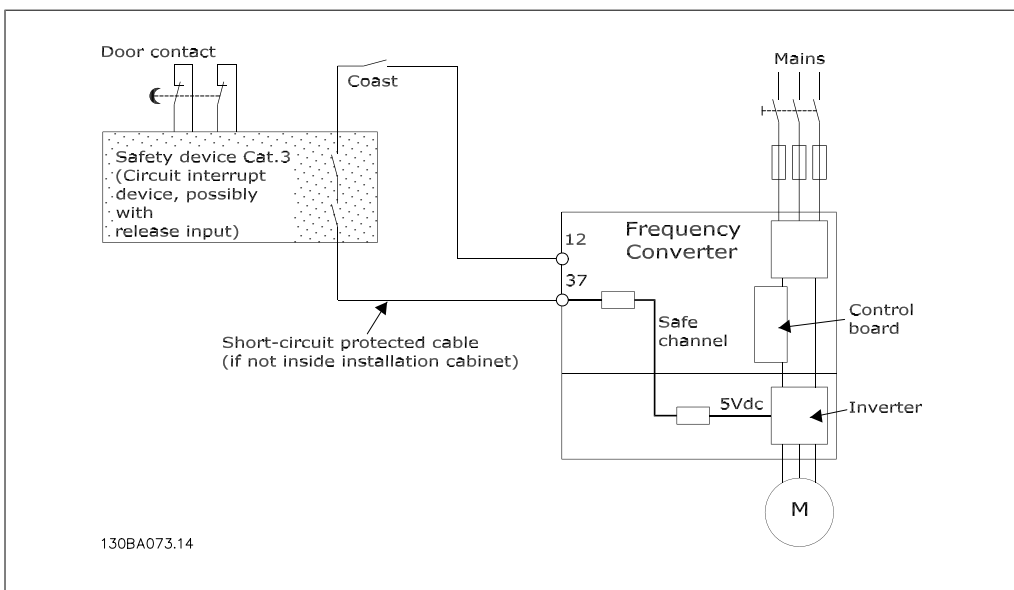 Door contact
Coast
Mains
Safety device Cat.3
(Circuit interrupt
device, possibly
with
release input)
Frequency
Converter
12
37
Safe
channel
Control
board
Short-circuit protected cable
(if not inside installation cabinet)
5Vdc
Inverter
M
130BA073.14